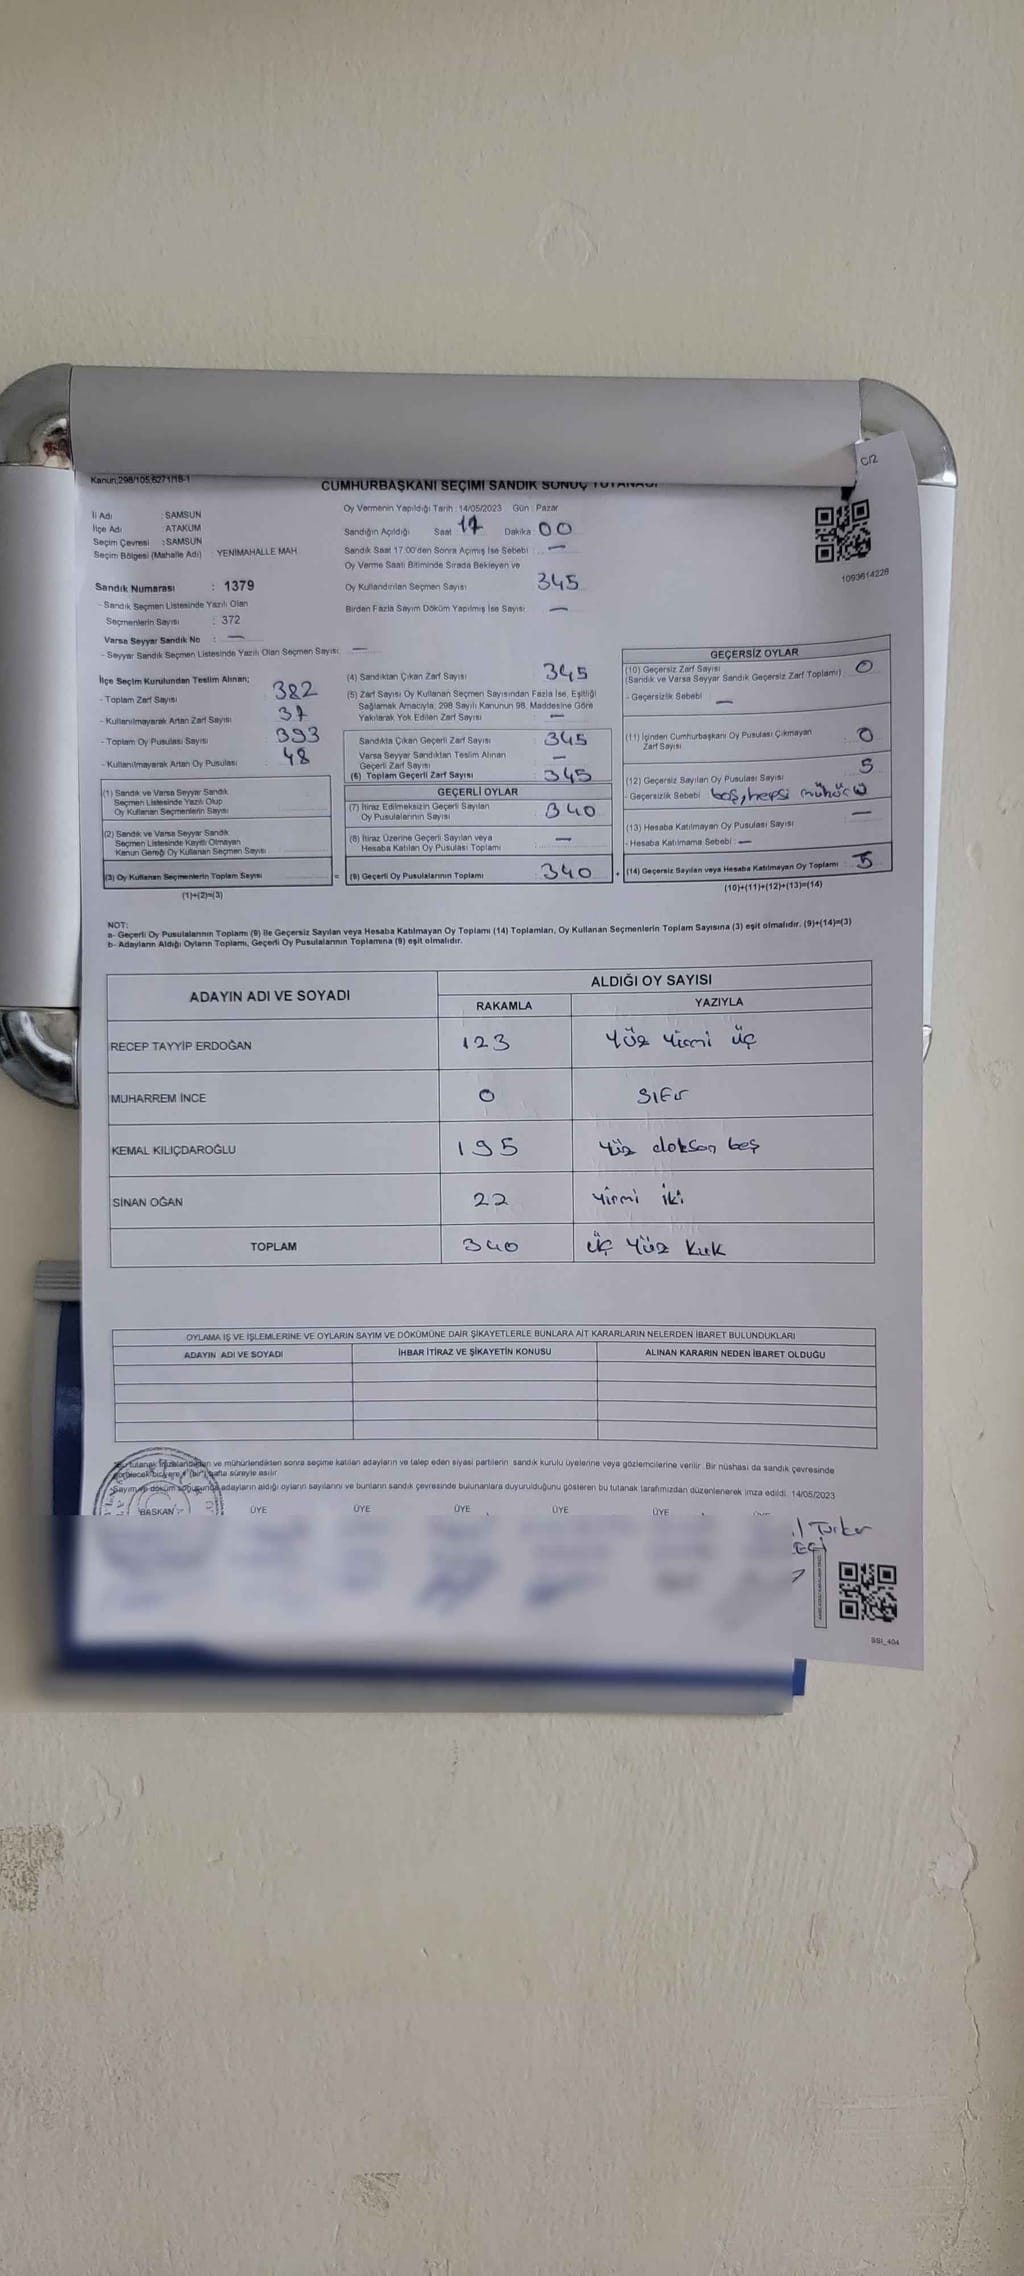 Kanun;298/105;6271/18-1
C/2
CUMHURBAŞKANI SEÇİMİ SANDIK SONUÇ TUTANAĞI
İl Adı : SAMSUN
İlçe Adı : ATAKUM
Seçim Çevresi : SAMSUN
Seçim Bölgesi (Mahalle Adı) : YENİMAHALLE MAH.
Oy Vermenin Yapıldığı Tarih : 14/05/2023 Gün : Pazar
Sandığın Açıldığı Saat 17 Dakika 00
Sandık Saat 17:00'den Sonra Açımış İse Sebebi : —
Oy Verme Saati Bitiminde Sırada Bekleyen ve
Oy Kullandırılan Seçmen Sayısı : 345
Birden Fazla Sayım Döküm Yapılmış İse Sayısı : —
1093614228
Sandık Numarası : 1379
- Sandık Seçmen Listesinde Yazılı Olan
Seçmenlerin Sayısı : 372
Varsa Seyyar Sandık No : —
- Seyyar Sandık Seçmen Listesinde Yazılı Olan Seçmen Sayısı: —
İlçe Seçim Kurulundan Teslim Alınan;
- Toplam Zarf Sayısı 382
- Kullanılmayarak Artan Zarf Sayısı 37
- Toplam Oy Pusulası Sayısı 393
- Kullanılmayarak Artan Oy Pusulası 48
(1) Sandık ve Varsa Seyyar Sandık
Seçmen Listesinde Yazılı Olup
Oy Kullanan Seçmenlerin Sayısı
(2) Sandık ve Varsa Seyyar Sandık
Seçmen Listesinde Kayıtlı Olmayan
Kanun Gereği Oy Kullanan Seçmen Sayısı
(3) Oy Kullanan Seçmenlerin Toplam Sayısı
(1)+(2)=(3)
(4) Sandıktan Çıkan Zarf Sayısı 345
(5) Zarf Sayısı Oy Kullanan Seçmen Sayısından Fazla İse, Eşitliği
Sağlamak Amacıyla, 298 Sayılı Kanunun 98. Maddesine Göre
Yakılarak Yok Edilen Zarf Sayısı : —
Sandıkta Çıkan Geçerli Zarf Sayısı : 345
Varsa Seyyar Sandıktan Teslim Alınan
Geçerli Zarf Sayısı : —
(6) Toplam Geçerli Zarf Sayısı : 345
GEÇERLİ OYLAR
(7) İtiraz Edilmeksizin Geçerli Sayılan
Oy Pusulalarının Sayısı : 340
(8) İtiraz Üzerine Geçerli Sayılan veya
Hesaba Katılan Oy Pusulası Toplamı : —
= (9) Geçerli Oy Pusulalarının Toplamı : 340
GEÇERSİZ OYLAR
(10) Geçersiz Zarf Sayısı
(Sandık ve Varsa Seyyar Sandık Geçersiz Zarf Toplamı) 0
- Geçersizlik Sebebi : —
(11) İçinden Cumhurbaşkanı Oy Pusulası Çıkmayan
Zarf Sayısı 0
(12) Geçersiz Sayılan Oy Pusulası Sayısı 5
- Geçersizlik Sebebi : boş, hepsi mühürlü
(13) Hesaba Katılmayan Oy Pusulası Sayısı —
- Hesaba Katılmama Sebebi : —
+ (14) Geçersiz Sayılan veya Hesaba Katılmayan Oy Toplamı : 5
(10)+(11)+(12)+(13)=(14)
NOT:
a- Geçerli Oy Pusulalarının Toplamı (9) ile Geçersiz Sayılan veya Hesaba Katılmayan Oy Toplamı (14) Toplamları, Oy Kullanan Seçmenlerin Toplam Sayısına (3) eşit olmalıdır. (9)+(14)=(3)
b- Adayların Aldığı Oyların Toplamı, Geçerli Oy Pusulalarının Toplamına (9) eşit olmalıdır.
ADAYIN ADI VE SOYADI ALDIĞI OY SAYISI
RAKAMLA YAZIYLA
RECEP TAYYİP ERDOĞAN 123 Yüz yirmi üç
MUHARREM İNCE 0 Sıfır
KEMAL KILIÇDAROĞLU 195 Yüz doksan beş
SİNAN OĞAN 22 Yirmi iki
TOPLAM 340 üç yüz kırk
OYLAMA İŞ VE İŞLEMLERİNE VE OYLARIN SAYIM VE DÖKÜMÜNE DAİR ŞİKAYETLERLE BUNLARA AİT KARARLARIN NELERDEN İBARET BULUNDUKLARI
ADAYIN ADI VE SOYADI İHBAR İTİRAZ VE ŞİKAYETİN KONUSU ALINAN KARARIN NEDEN İBARET OLDUĞU
tutanak imzalandıktan ve mühürlendikten sonra seçime katılan adayların ve talep eden siyasi partilerin sandık kurulu üyelerine veya gözlemcilerine verilir. Bir nüshası da sandık çevresinde
görülecek bir yere 1 (bir) hafta süreyle asılır.
Sayım ve döküm sonucunda adayların aldığı oyların sayılarını ve bunların sandık çevresinde bulunanlara duyurulduğunu gösteren bu tutanak tarafımızdan düzenlenerek imza edildi. 14/05/2023
BAŞKAN ÜYE ÜYE ÜYE ÜYE ÜYE
SSI_404